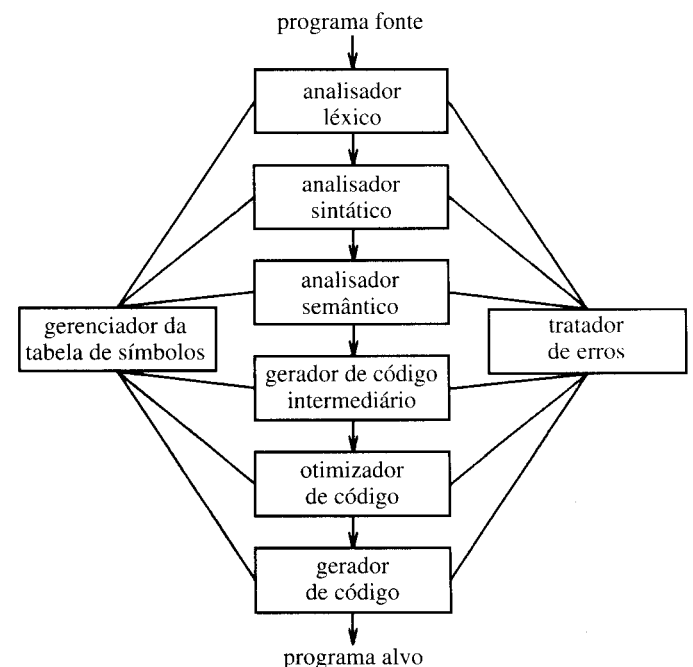 programa fonte
analisador
léxico
analisador
sintático
analisador
semântico
gerenciador da
tabela de símbolos
tratador
de erros
gerador de código
intermediário
otimizador
de código
gerador
de código
programa alvo